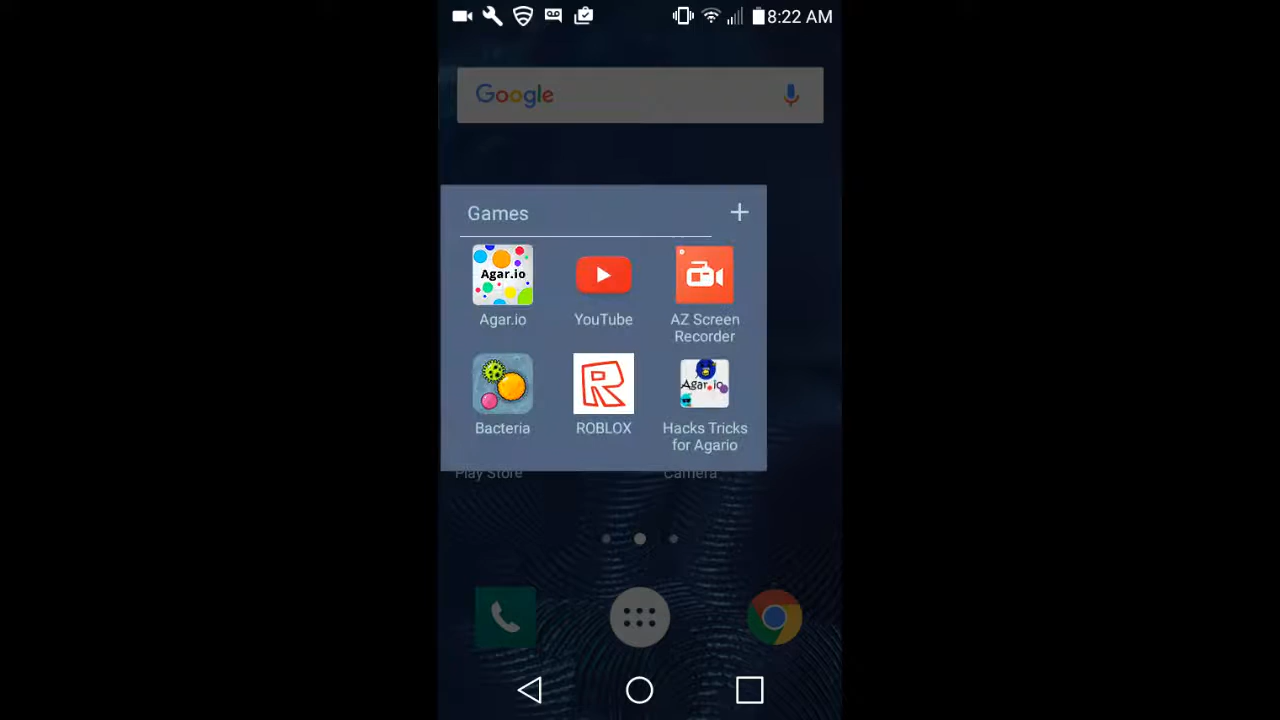 8:22 AM
Google
Games
Agar.io
Agar.io
YouTube
AZ Screen
Recorder
Agar.io
Bacteria
ROBLOX
Hacks Tricks
for Agario
Play Store
Camera